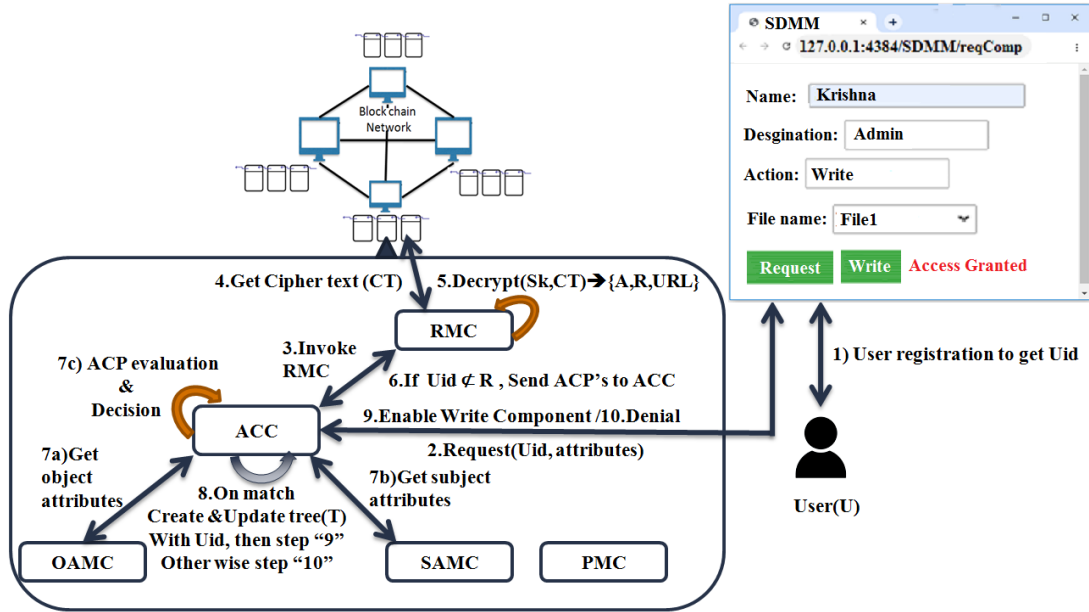 SDMM
127.0.0.1:4384/SDMM/reqComp
Name: Krishna
Desgination: Admin
Action: Write
File name: File1
Request Write Access Granted
Block chain
Network
4.Get Cipher text (CT)
5.Decrypt(Sk,CT)➔{A,R,URL}
RMC
3.Invoke
RMC
1) User registration to get Uid
7c) ACP evaluation
&
Decision
6.If Uid ⊄ R , Send ACP's to ACC
9.Enable Write Component /10.Denial
ACC
2.Request(Uid, attributes)
7a)Get
object
attributes
7b)Get subject
attributes
8.On match
Create &Update tree(T)
With Uid, then step “9”
Other wise step “10”
User(U)
OAMC
SAMC
PMC